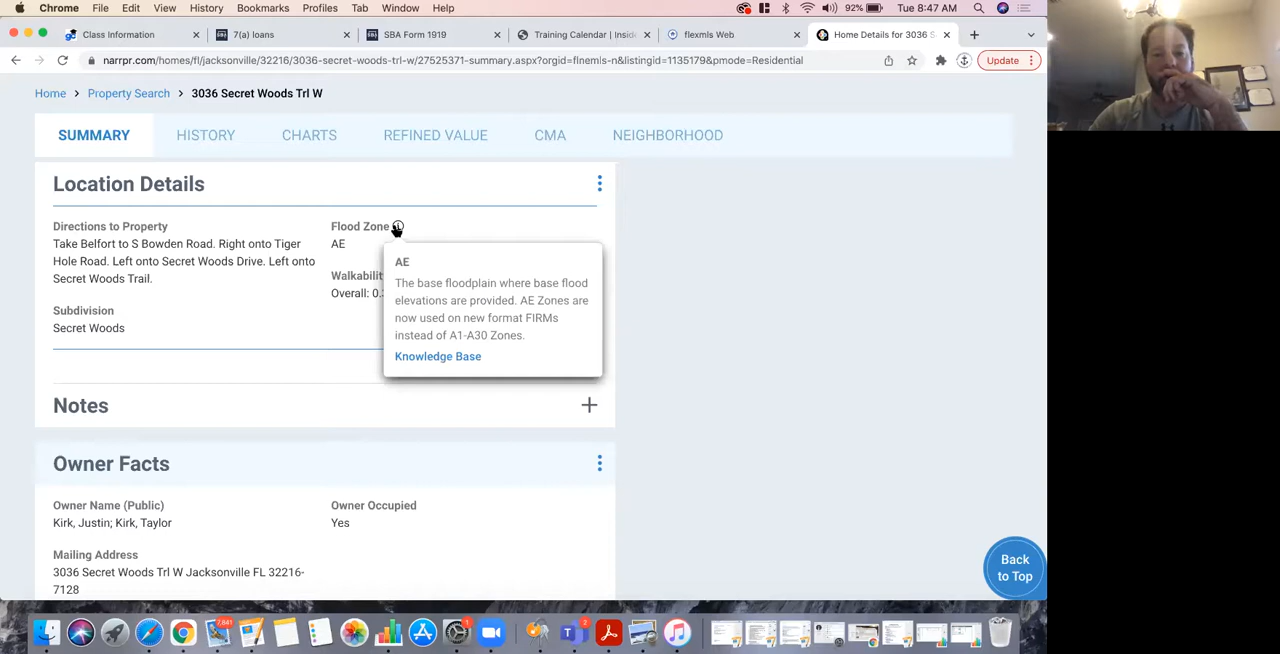 Chrome File Edit View History Bookmarks Profiles Tab Window Help 92% Tue 8:47 AM
Class Information 7(a) loans SBA Form 1919 Training Calendar | Insid flexmls Web Home Details for 3036 S
narrpr.com/homes/fl/jacksonville/32216/3036-secret-woods-trl-w/27525371-summary.aspx?orgid=flnemls-n&listingid=1135179&pmode=Residential Update
Home > Property Search > 3036 Secret Woods Trl W
SUMMARY HISTORY CHARTS REFINED VALUE CMA NEIGHBORHOOD
Location Details
Directions to Property
Take Belfort to S Bowden Road. Right onto Tiger
Hole Road. Left onto Secret Woods Drive. Left onto
Secret Woods Trail.
Subdivision
Secret Woods
Flood Zone
AE
Walkabilit
Overall: 0.
AE
The base floodplain where base flood
elevations are provided. AE Zones are
now used on new format FIRMs
instead of A1-A30 Zones.
Knowledge Base
Notes
Owner Facts
Owner Name (Public)
Kirk, Justin; Kirk, Taylor
Owner Occupied
Yes
Mailing Address
3036 Secret Woods Trl W Jacksonville FL 32216-
7128
Back
to Top
7,841
1
2